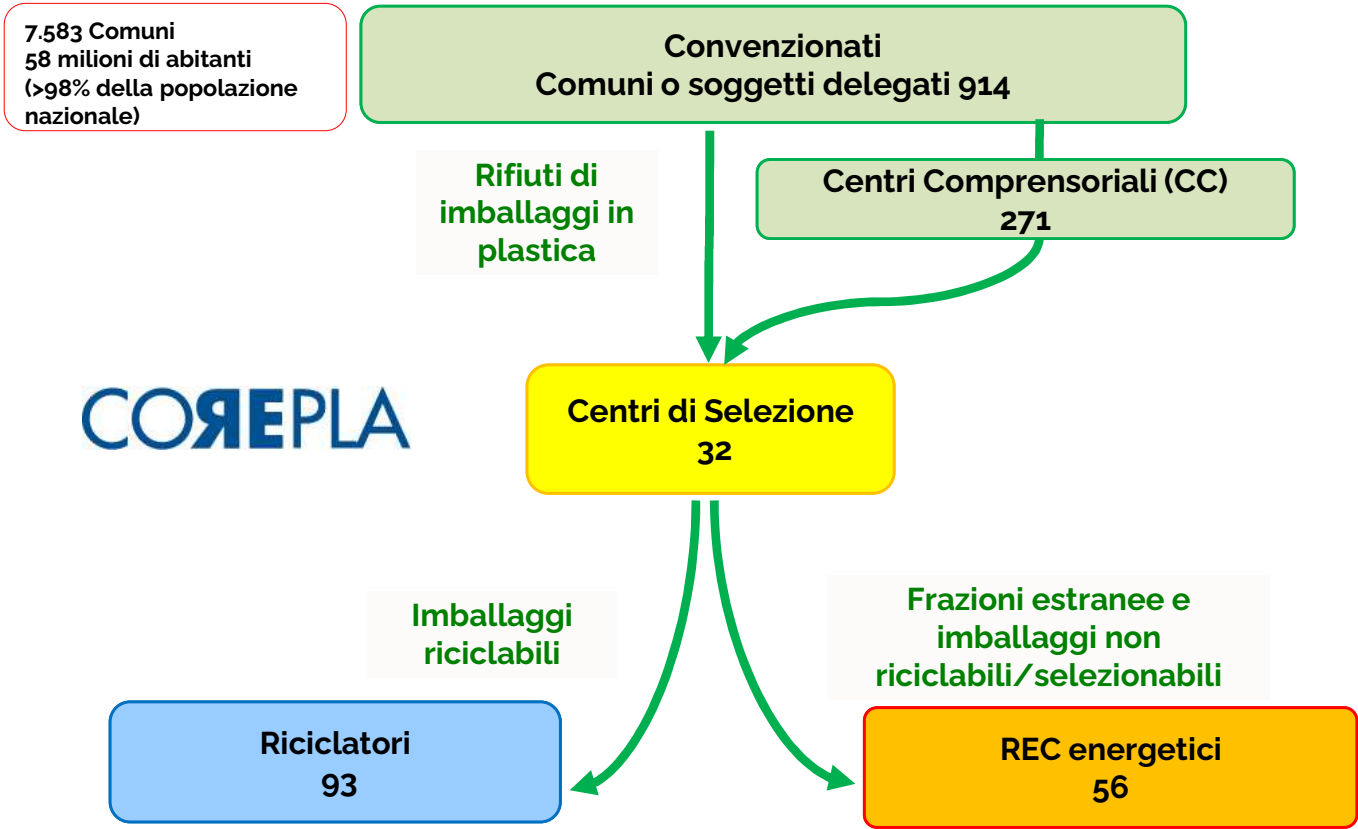 7.583 Comuni
58 milioni di abitanti
(>98% della popolazione
nazionale)
Convenzionati
Comuni o soggetti delegati 914
Rifiuti di
imballaggi in
plastica
Centri Comprensoriali (CC)
271
COREPLA
Centri di Selezione
32
Imballaggi
riciclabili
Frazioni estranee e
imballaggi non
riciclabili/selezionabili
Riciclatori
93
REC energetici
56